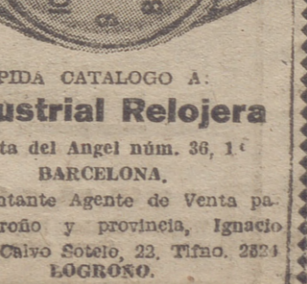 PIDA CATALOGO A:
ustrial Relojera
ta del Angel núm. 36, 1
BARCELONA.
ntante Agente de Venta pa-
roño y provincia, Ignacio
Calvo Sotelo, 22. Tlfno. 2324
LOGROÑO.